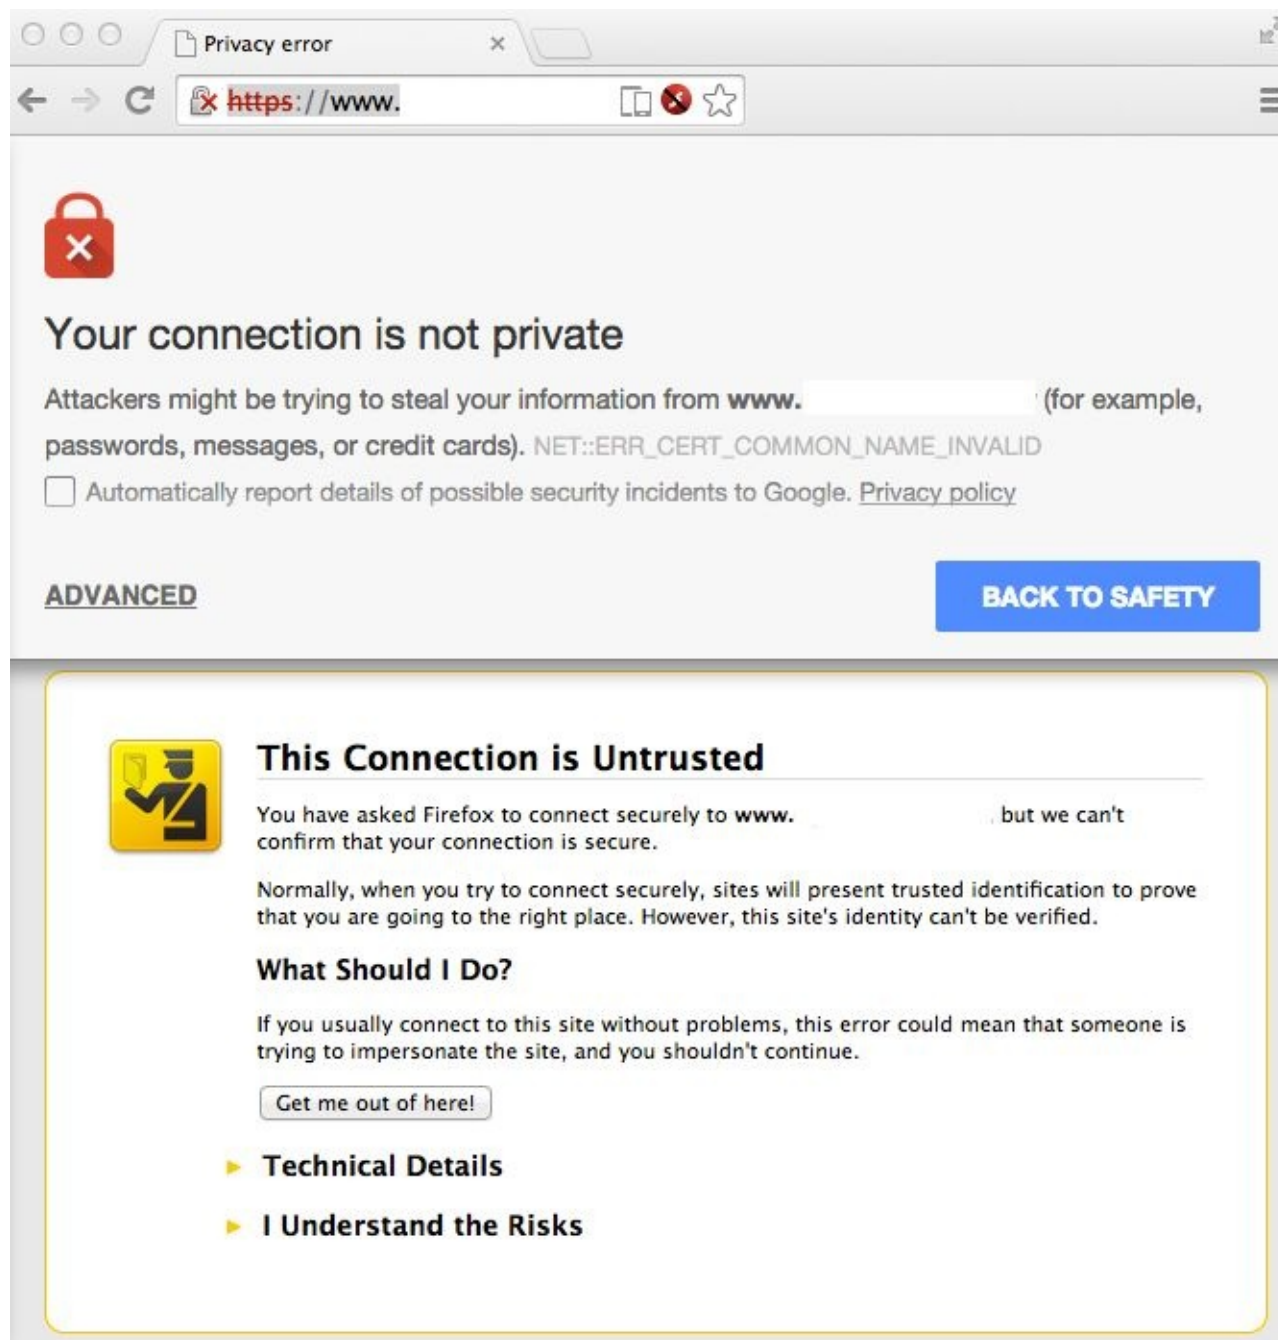 Privacy error
https://www.
Your connection is not private
Attackers might be trying to steal your information from www. (for example,
passwords, messages, or credit cards). NET::ERR_CERT_COMMON_NAME_INVALID
Automatically report details of possible security incidents to Google. Privacy policy
ADVANCED
BACK TO SAFETY
This Connection is Untrusted
You have asked Firefox to connect securely to www. but we can't
confirm that your connection is secure.
Normally, when you try to connect securely, sites will present trusted identification to prove
that you are going to the right place. However, this site's identity can't be verified.
What Should I Do?
If you usually connect to this site without problems, this error could mean that someone is
trying to impersonate the site, and you shouldn't continue.
Get me out of here!
Technical Details
I Understand the Risks